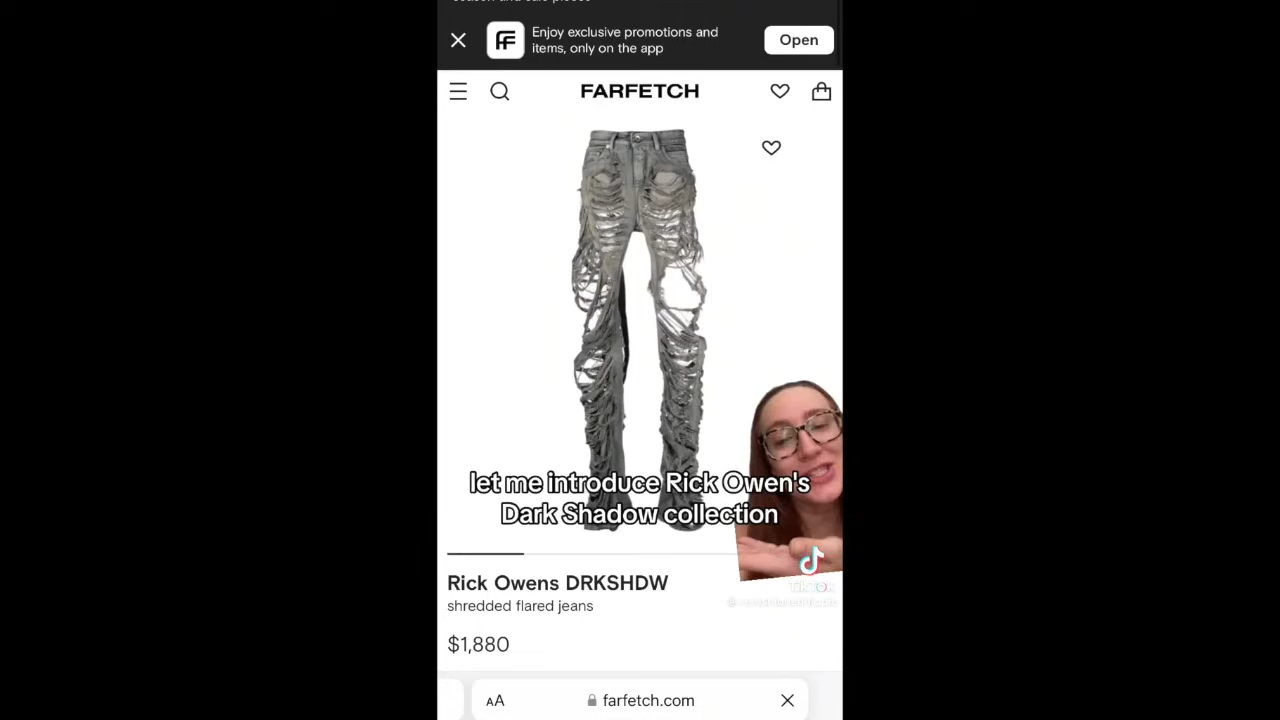 Enjoy exclusive promotions and
items, only on the app
Open
FARFETCH
let me introduce Rick Owen's
Dark Shadow collection
TikTok
Rick Owens DRKSHDW
shredded flared jeans
$1,880
AA
farfetch.com